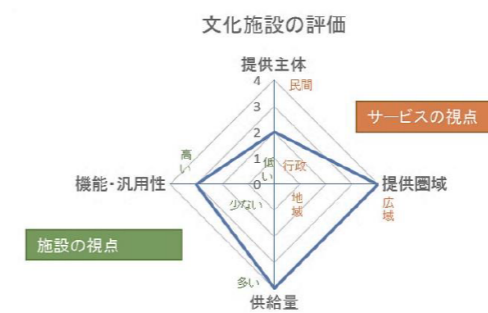 文化施設の評価
提供主体
4
民間
3
サービスの視点
2
高い
1
低い
行政
機能・汎用性
0
提供圏域
少ない
地域
広域
施設の視点
多い
供給量